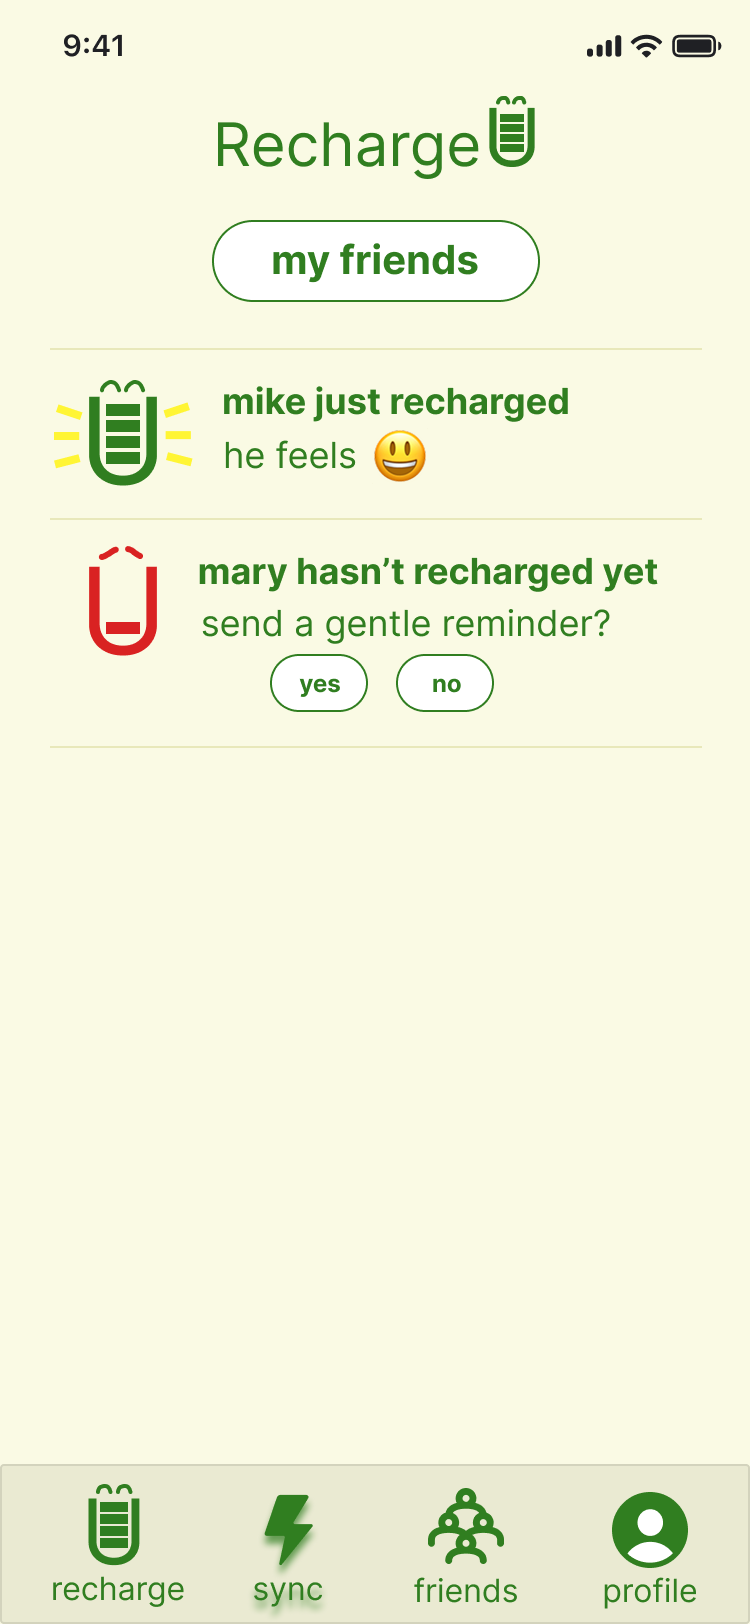 9:41
Recharge
my friends
mike just recharged
he feels 😃
mary hasn’t recharged yet
send a gentle reminder?
yes no
recharge sync friends profile